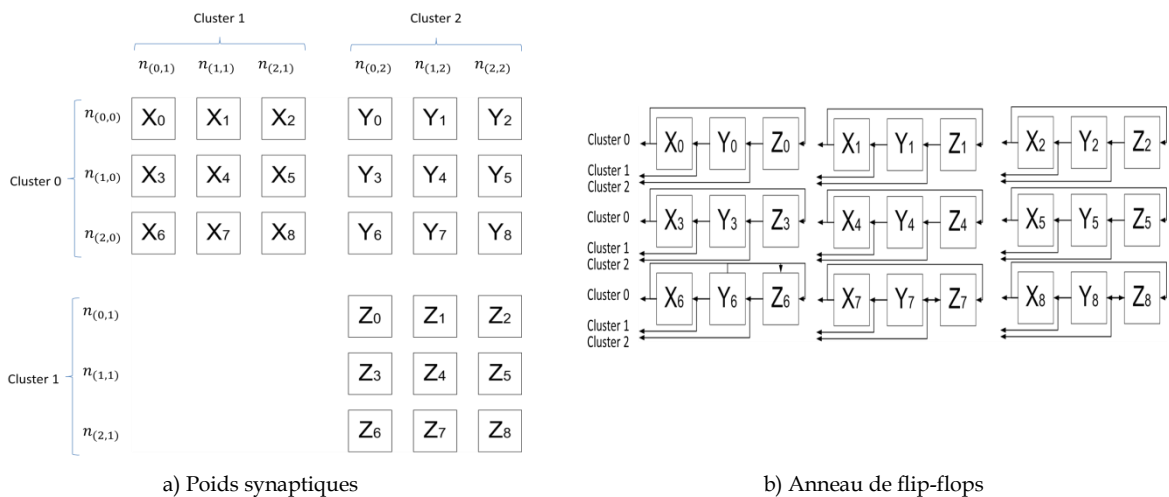 Cluster 1 Cluster 2
n(0,1) n(1,1) n(2,1) n(0,2) n(1,2) n(2,2)
n(0,0) X0 X1 X2 Y0 Y1 Y2
Cluster 0 n(1,0) X3 X4 X5 Y3 Y4 Y5
n(2,0) X6 X7 X8 Y6 Y7 Y8
n(0,1) Z0 Z1 Z2
Cluster 1 n(1,1) Z3 Z4 Z5
n(2,1) Z6 Z7 Z8
a) Poids synaptiques
Cluster 0 X0 Y0 Z0 X1 Y1 Z1 X2 Y2 Z2
Cluster 1
Cluster 2
Cluster 0 X3 Y3 Z3 X4 Y4 Z4 X5 Y5 Z5
Cluster 1
Cluster 2
Cluster 0 X6 Y6 Z6 X7 Y7 Z7 X8 Y8 Z8
Cluster 1
Cluster 2
b) Anneau de flip-flops